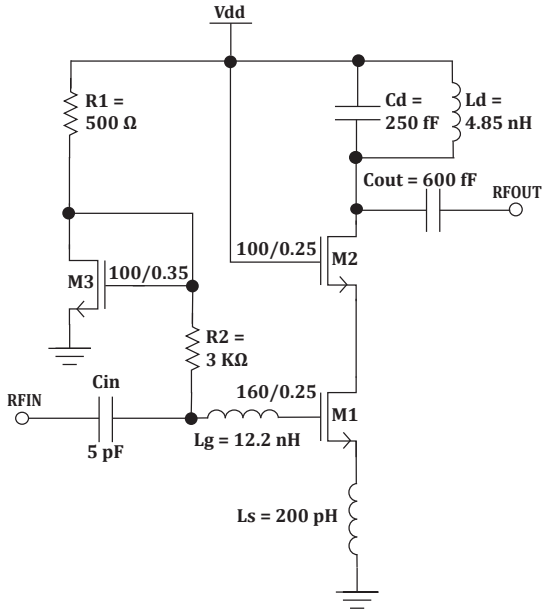 Vdd
R1 =
500 Ω
Cd =
250 fF
Ld =
4.85 nH
Cout = 600 fF
RFOUT
100/0.25
M2
M3
100/0.35
R2 =
3 KΩ
Cin
RFIN
5 pF
160/0.25
M1
Lg = 12.2 nH
Ls = 200 pH